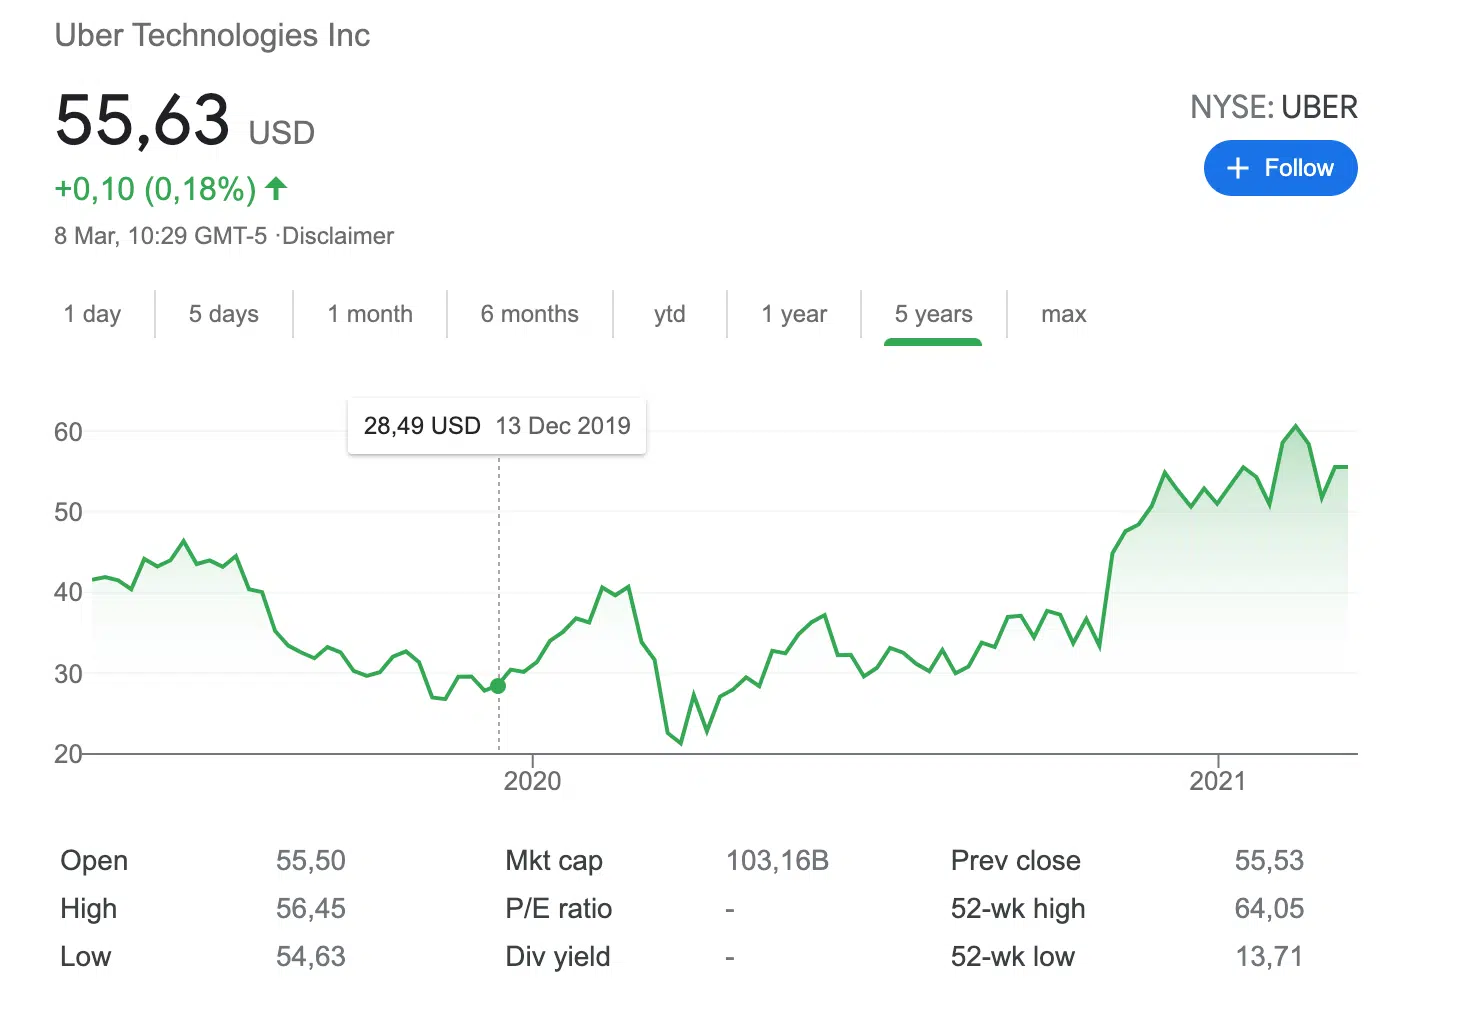 Uber Technologies Inc
55,63 USD
+0,10 (0,18%)
8 Mar, 10:29 GMT-5 ·Disclaimer
NYSE: UBER
+ Follow
1 day 5 days 1 month 6 months ytd 1 year 5 years max
28,49 USD 13 Dec 2019
60
50
40
30
20
2020 2021
Open 55,50 Mkt cap 103,16B Prev close 55,53
High 56,45 P/E ratio - 52-wk high 64,05
Low 54,63 Div yield - 52-wk low 13,71